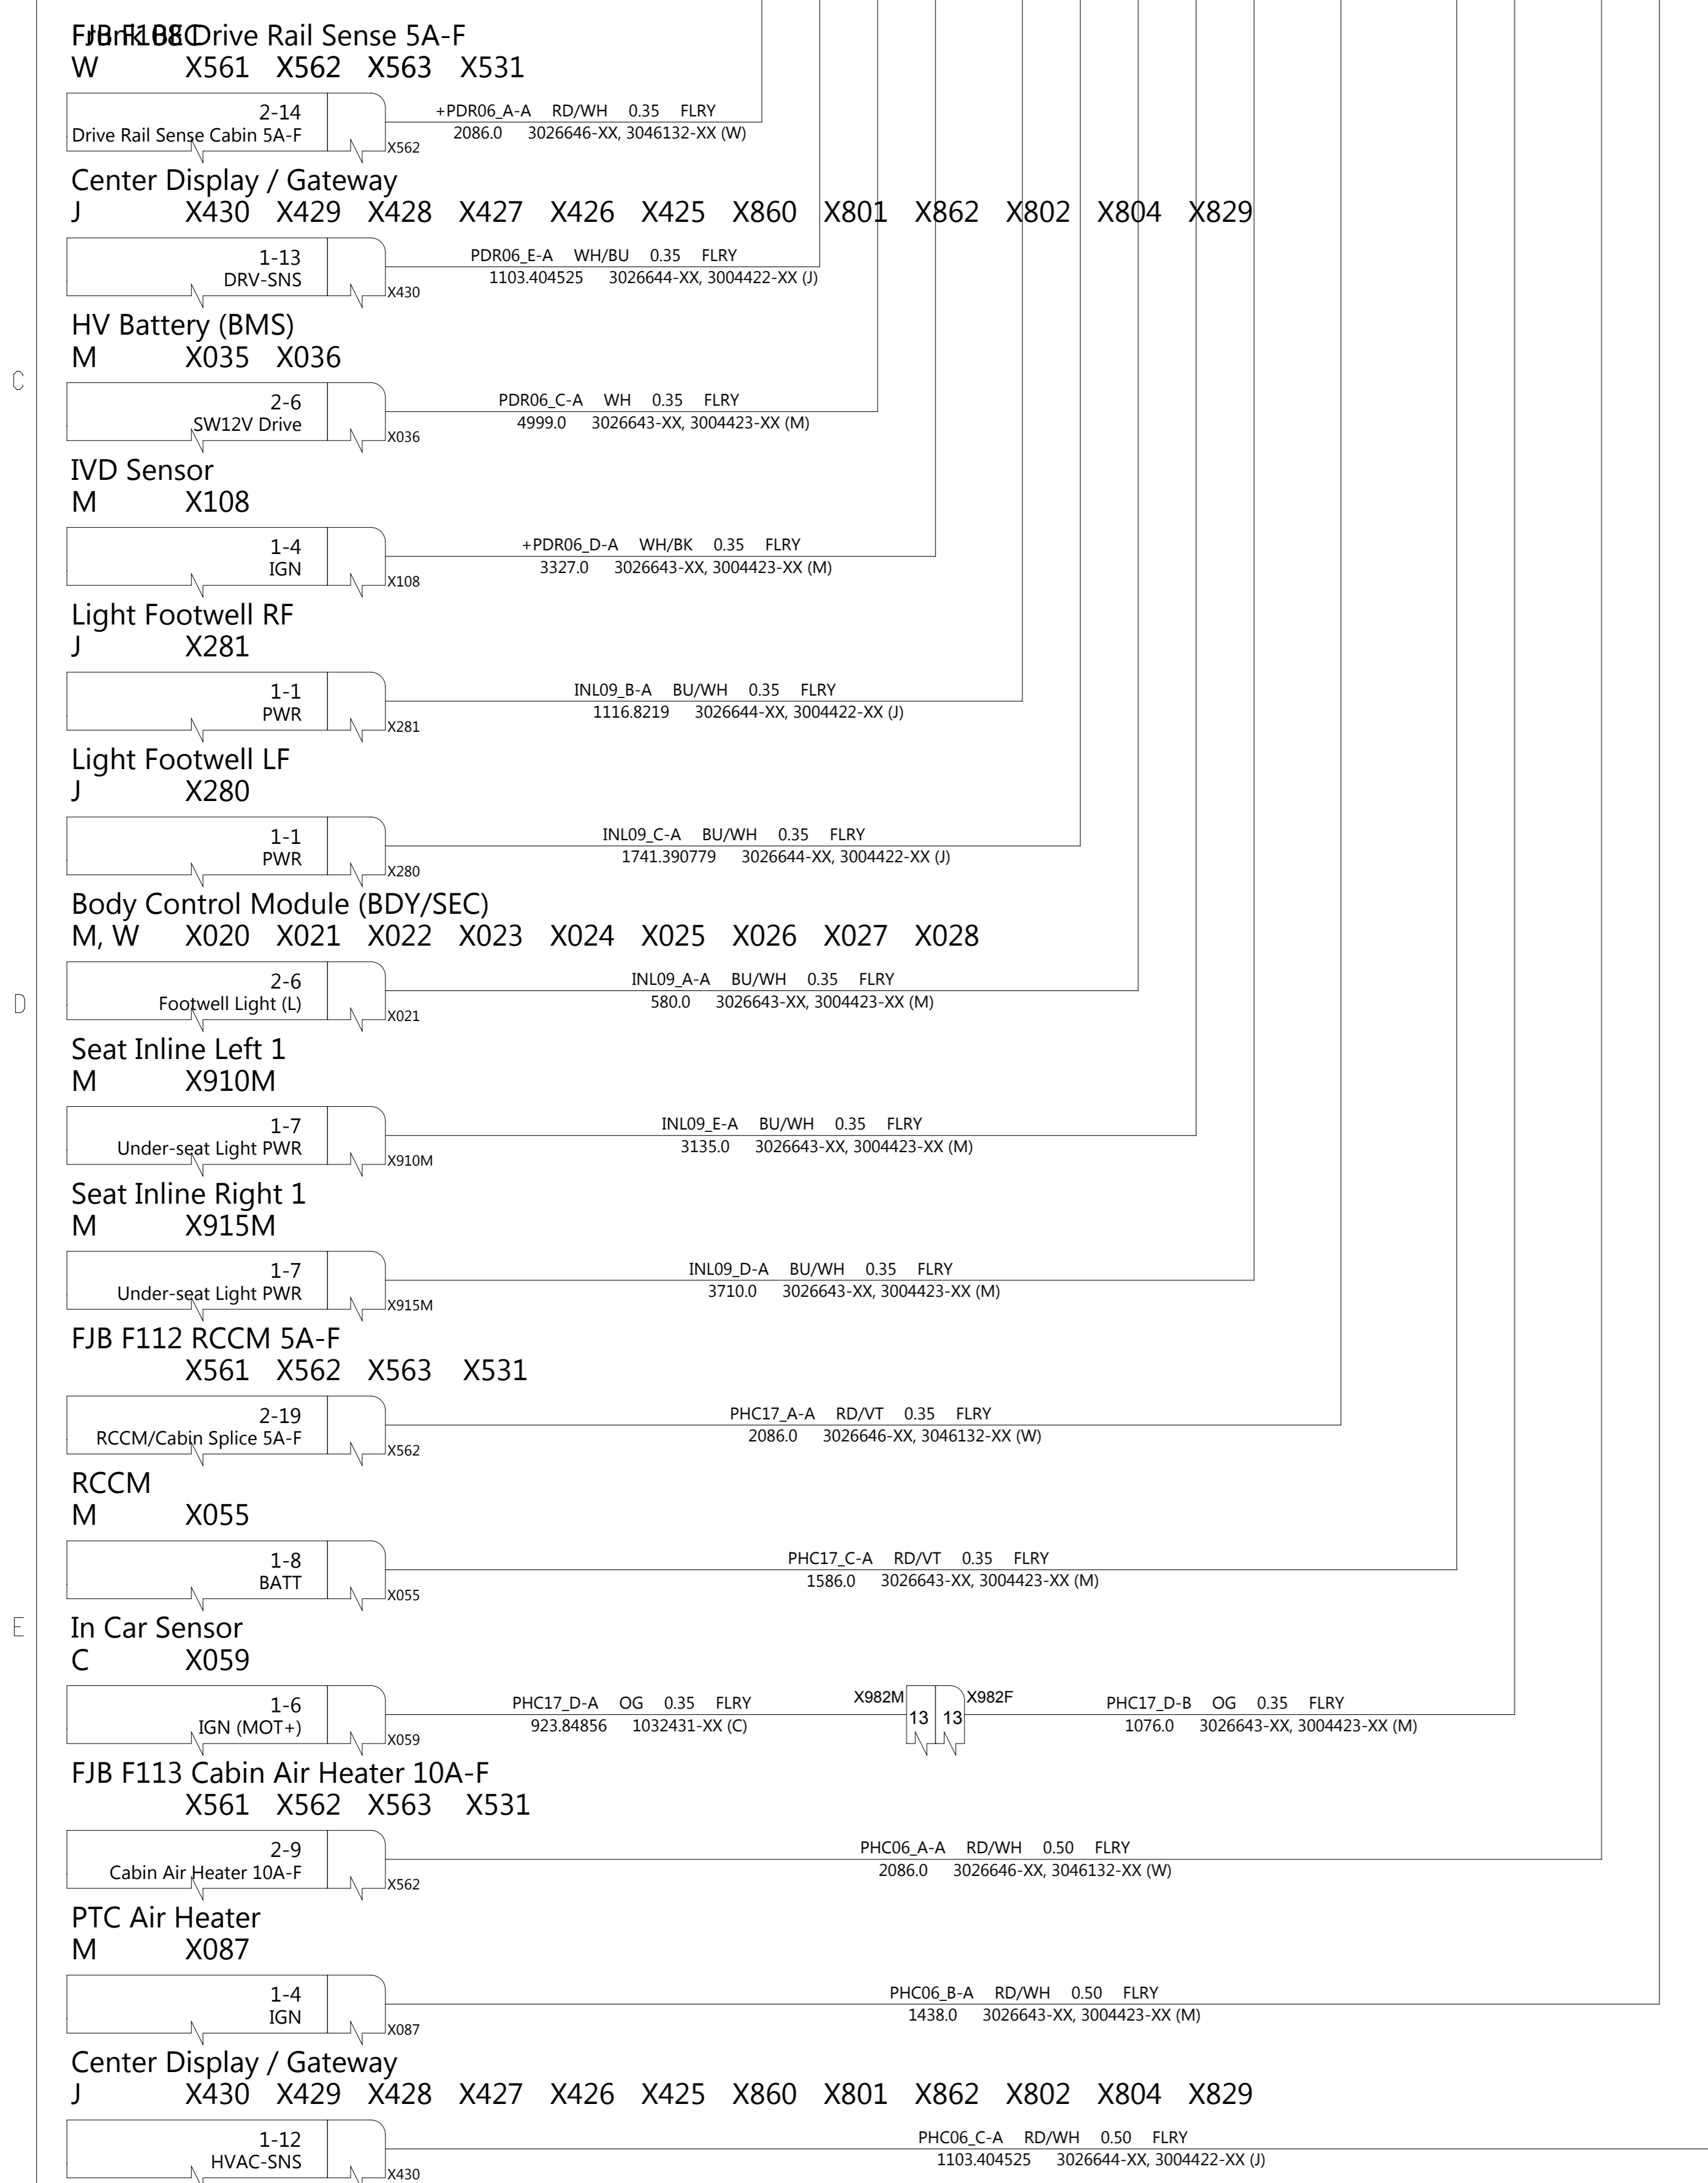 FJB F108 Drive Rail Sense 5A-F
W X561 X562 X563 X531
2-14 +PDR06_A-A RD/WH 0.35 FLRY
Drive Rail Sense Cabin 5A-F X562 2086.0 3026646-XX, 3046132-XX (W)
Center Display / Gateway
J X430 X429 X428 X427 X426 X425 X860 X801 X862 X802 X804 X829
1-13 PDR06_E-A WH/BU 0.35 FLRY
DRV-SNS X430 1103.404525 3026644-XX, 3004422-XX (J)
HV Battery (BMS)
M X035 X036
C
2-6 PDR06_C-A WH 0.35 FLRY
SW12V Drive X036 4999.0 3026643-XX, 3004423-XX (M)
IVD Sensor
M X108
1-4 +PDR06_D-A WH/BK 0.35 FLRY
IGN X108 3327.0 3026643-XX, 3004423-XX (M)
Light Footwell RF
J X281
1-1 INL09_B-A BU/WH 0.35 FLRY
PWR X281 1116.8219 3026644-XX, 3004422-XX (J)
Light Footwell LF
J X280
1-1 INL09_C-A BU/WH 0.35 FLRY
PWR X280 1741.390779 3026644-XX, 3004422-XX (J)
Body Control Module (BDY/SEC)
M, W X020 X021 X022 X023 X024 X025 X026 X027 X028
2-6 INL09_A-A BU/WH 0.35 FLRY
D Footwell Light (L) X021 580.0 3026643-XX, 3004423-XX (M)
Seat Inline Left 1
M X910M
1-7 INL09_E-A BU/WH 0.35 FLRY
Under-seat Light PWR X910M 3135.0 3026643-XX, 3004423-XX (M)
Seat Inline Right 1
M X915M
1-7 INL09_D-A BU/WH 0.35 FLRY
Under-seat Light PWR X915M 3710.0 3026643-XX, 3004423-XX (M)
FJB F112 RCCM 5A-F
X561 X562 X563 X531
2-19 PHC17_A-A RD/VT 0.35 FLRY
RCCM/Cabin Splice 5A-F X562 2086.0 3026646-XX, 3046132-XX (W)
RCCM
M X055
1-8 PHC17_C-A RD/VT 0.35 FLRY
BATT X055 1586.0 3026643-XX, 3004423-XX (M)
E In Car Sensor
C X059
1-6 PHC17_D-A OG 0.35 FLRY X982M X982F PHC17_D-B OG 0.35 FLRY
IGN (MOT+) X059 923.84856 1032431-XX (C) 13 13 1076.0 3026643-XX, 3004423-XX (M)
FJB F113 Cabin Air Heater 10A-F
X561 X562 X563 X531
2-9 PHC06_A-A RD/WH 0.50 FLRY
Cabin Air Heater 10A-F X562 2086.0 3026646-XX, 3046132-XX (W)
PTC Air Heater
M X087
1-4 PHC06_B-A RD/WH 0.50 FLRY
IGN X087 1438.0 3026643-XX, 3004423-XX (M)
Center Display / Gateway
J X430 X429 X428 X427 X426 X425 X860 X801 X862 X802 X804 X829
1-12 PHC06_C-A RD/WH 0.50 FLRY
HVAC-SNS X430 1103.404525 3026644-XX, 3004422-XX (J)